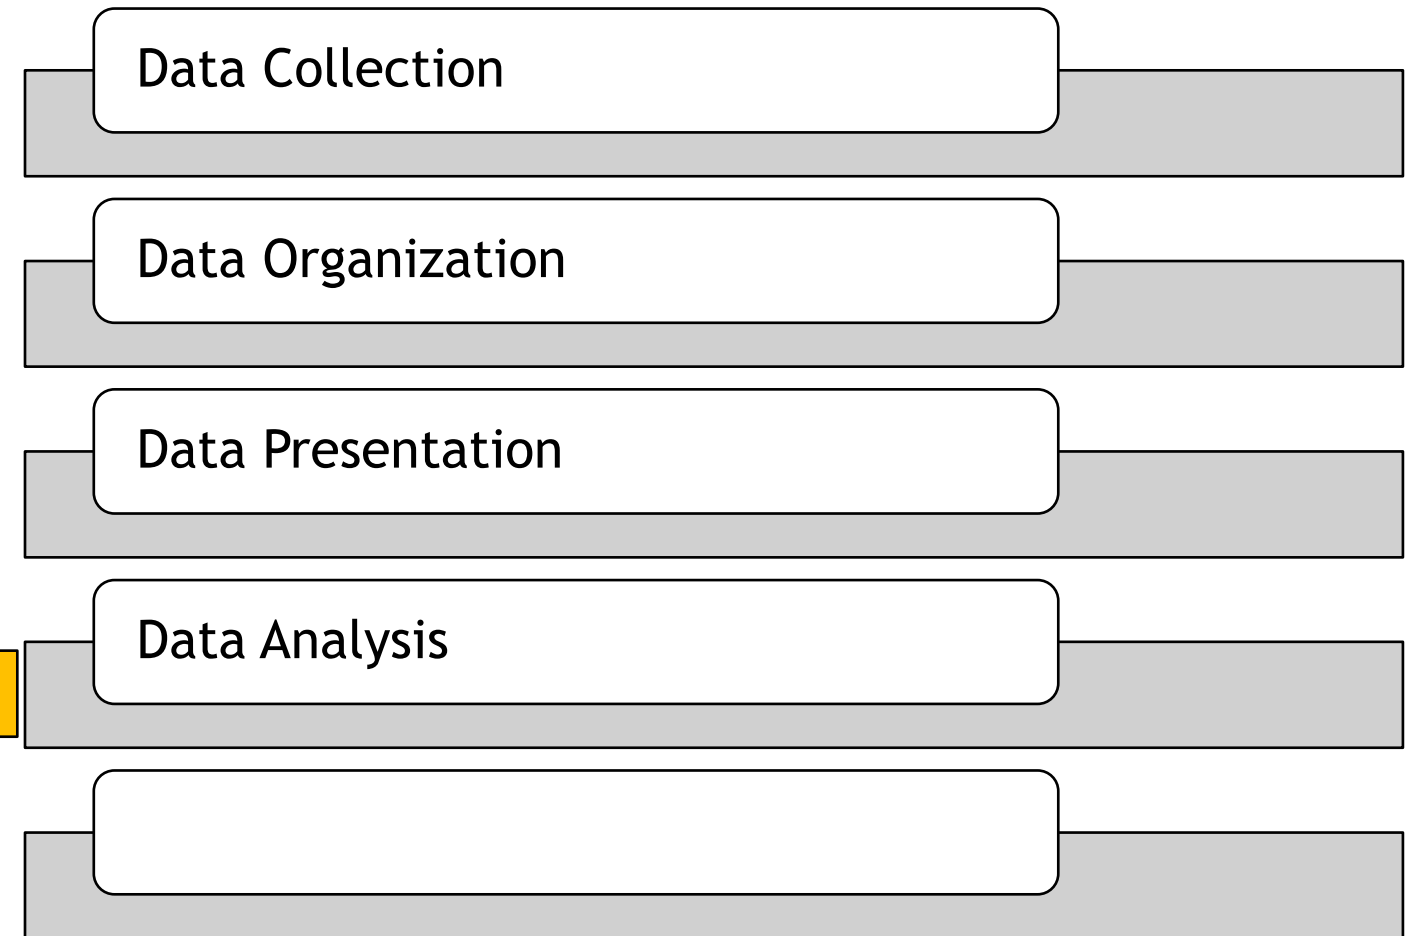 Data Collection
Data Organization
Data Presentation
Data Analysis